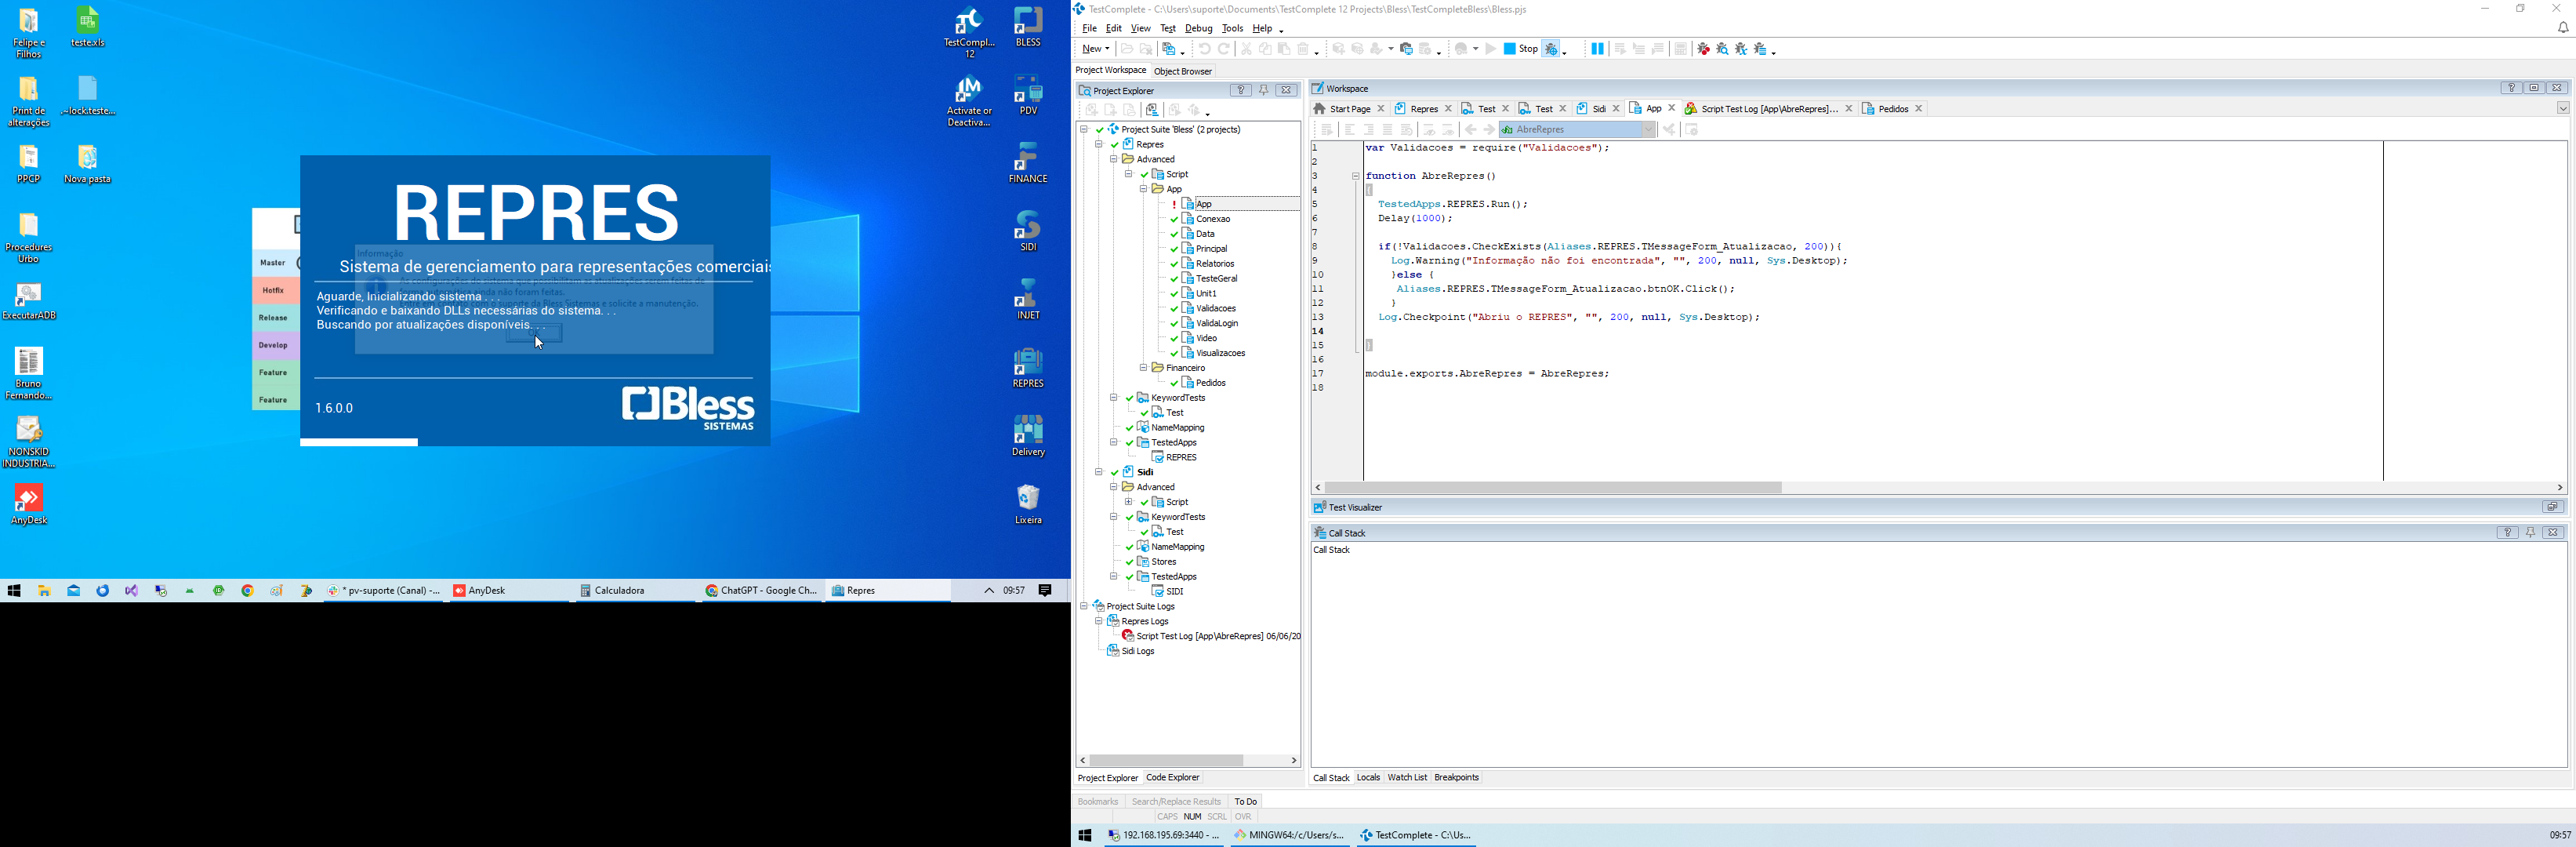 Felipe e
Filhos
teste.xls
Print de
alterações
.~lock.teste...
PPCP
Nova pasta
Procedures
Urbo
ExecutarADB
Bruno
Fernando...
NONSKID
INDUSTRIA...
AnyDesk
Master
Hotfix
Release
Develop
Feature
Feature
REPRES
Informação
Sistema de gerenciamento para representações comerciais
Aguarde, Inicializando sistema . . .
Verificando e baixando DLLs necessárias do sistema. . .
Buscando por atualizações disponíveis. . .
1.6.0.0
Bless
SISTEMAS
TestCompl...
12
BLESS
Activate or
Deactiva...
PDV
FINANCE
SIDI
INJET
REPRES
Delivery
Lixeira
* pv-suporte (Canal) -...
AnyDesk
Calculadora
ChatGPT - Google Ch...
Repres
09:57
TestComplete - C:\Users\suporte\Documents\TestComplete 12 Projects\Bless\TestCompleteBless\Bless.pjs
File Edit View Test Debug Tools Help
New
Stop
Project Workspace Object Browser
Project Explorer
Project Suite 'Bless' (2 projects)
Repres
Advanced
Script
App
App
Conexao
Data
Principal
Relatorios
TesteGeral
Unit1
Validacoes
ValidaLogin
Video
Visualizacoes
Financeiro
Pedidos
KeywordTests
Test
NameMapping
TestedApps
REPRES
Sidi
Advanced
Script
KeywordTests
Test
NameMapping
Stores
TestedApps
SIDI
Project Suite Logs
Repres Logs
Script Test Log [App\AbreRepres] 06/06/20
Sidi Logs
Project Explorer Code Explorer
Workspace
Start Page Repres Test Test Sidi App Script Test Log [App\AbreRepres]... Pedidos
AbreRepres
1 var Validacoes = require("Validacoes");
2
3 function AbreRepres()
4 {
5 TestedApps.REPRES.Run();
6 Delay(1000);
7
8 if(!Validacoes.CheckExists(Aliases.REPRES.TMessageForm_Atualizacao, 200)){
9 Log.Warning("Informação não foi encontrada", "", 200, null, Sys.Desktop);
10 }else {
11 Aliases.REPRES.TMessageForm_Atualizacao.btnOK.Click();
12 }
13 Log.Checkpoint("Abriu o REPRES", "", 200, null, Sys.Desktop);
14
15 }
16
17 module.exports.AbreRepres = AbreRepres;
18
Test Visualizer
Call Stack
Call Stack
Call Stack Locals Watch List Breakpoints
Bookmarks Search/Replace Results To Do
CAPS NUM SCRL OVR
192.168.195.69:3440 - ...
MINGW64:/c/Users/s...
TestComplete - C:\Us...
09:57